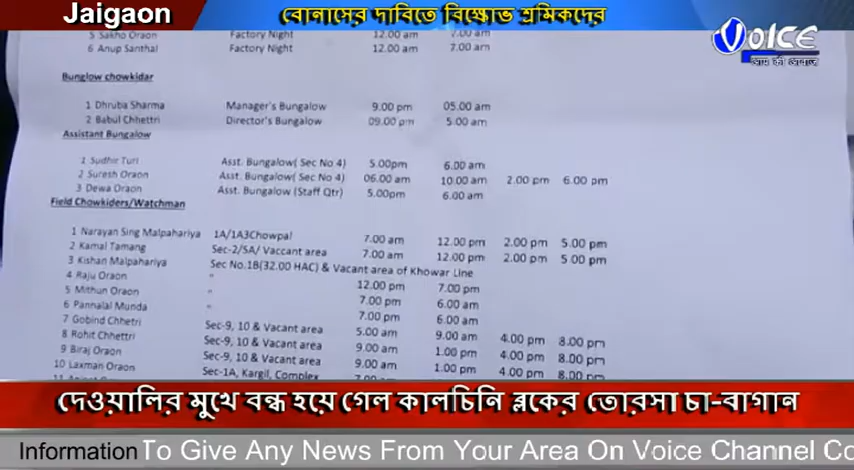 Jaigaon
বোনাসের দাবিতে বিক্ষোভ শ্রমিকদের
VOICE
আম কী আবাজ
5 Sakho Oraon Factory Night 12.00 am 7.00 am
6 Anup Santhal Factory Night 12.00 am 7.00 am
Bunglow chowkidar
1 Dhruba Sharma Manager's Bungalow 9.00 pm 05.00 am
2 Babul Chhetri Director's Bungalow 09.00 pm 5.00 am
Assistant Bungalow
1 Sudhir Turi Asst. Bungalow( Sec No 4) 5.00pm 6.00 am
2 Suresh Oraon Asst. Bungalow( Sec No 4) 06.00 am 10.00 am 2.00 pm 6.00 pm
3 Dewa Oraon Asst. Bungalow (Staff Qtr) 5.00pm 6.00 am
Field Chowkiders/Watchman
1 Narayan Sing Malpahariya 1A/1A3Chowpal 7.00 am 12.00 pm 2.00 pm 5.00 pm
2 Kamal Tamang Sec-2/5A/ Vaccant area 7.00 am 12.00 pm 2.00 pm 5.00 pm
3 Kishan Malpahariya Sec No.1B(32.00 HAC) & Vacant area of Khowar Line
4 Raju Oraon " 12.00 pm 7.00 pm
5 Mithun Oraon " 7.00 pm 6.00 am
6 Pannalal Munda " 7.00 pm 6.00 am
7 Gobind Chhetri Sec-9, 10 & Vacant area 5.00 am 9.00 am 4.00 pm 8.00 pm
8 Rohit Chhettri Sec-9, 10 & Vacant area 9.00 am 1.00 pm 4.00 pm 8.00 pm
9 Biraj Oraon Sec-9, 10 & Vacant area 9.00 am 1.00 pm 4.00 pm 8.00 pm
10 Laxman Oraon Sec-1A, Kargil, Complex
দেওয়ালির মুখে বন্ধ হয়ে গেল কালচিনি ব্লকের তোরসা চা-বাগান
Information To Give Any News From Your Area On Voice Channel Co